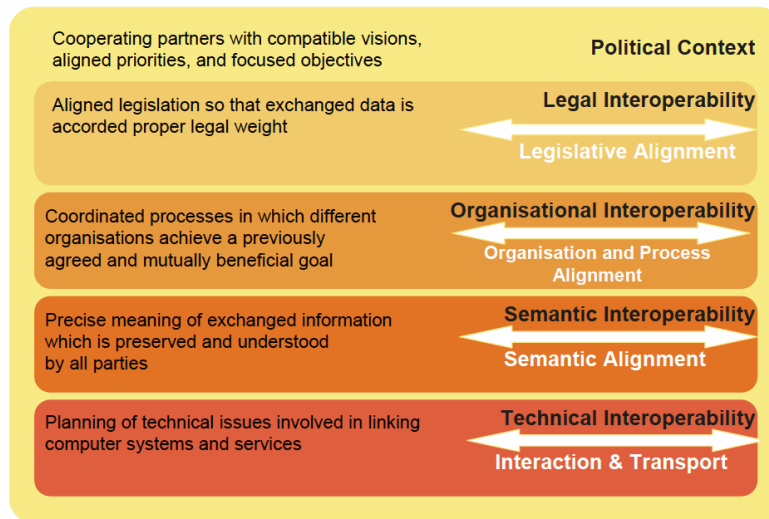 Cooperating partners with compatible visions,
aligned priorities, and focused objectives
Political Context
Aligned legislation so that exchanged data is
accorded proper legal weight
Legal Interoperability
Legislative Alignment
Coordinated processes in which different
organisations achieve a previously
agreed and mutually beneficial goal
Organisational Interoperability
Organisation and Process
Alignment
Precise meaning of exchanged information
which is preserved and understood
by all parties
Semantic Interoperability
Semantic Alignment
Planning of technical issues involved in linking
computer systems and services
Technical Interoperability
Interaction & Transport